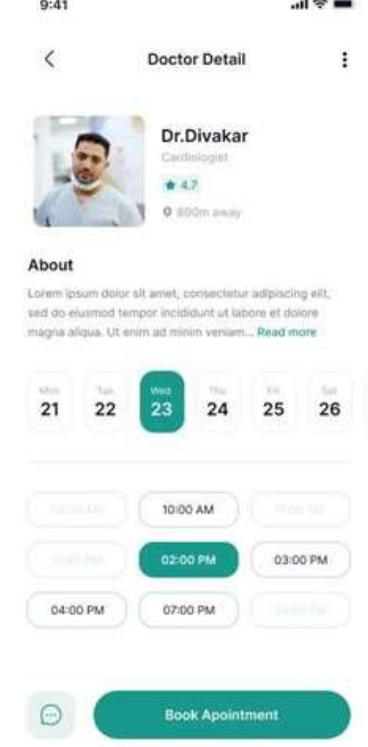 9:41
Doctor Detail
Dr.Divakar
Cardiologist
4.7
800m away
About
Lorem ipsum dolor sit amet, consectetur adipiscing elit,
sed do eiusmod tempor incididunt ut labore et dolore
magna aliqua. Ut enim ad minim veniam... Read more
Mon Tue Wed Thu Fri Sat
21 22 23 24 25 26
10:00 AM
02:00 PM 03:00 PM
04:00 PM 07:00 PM
Book Apointment